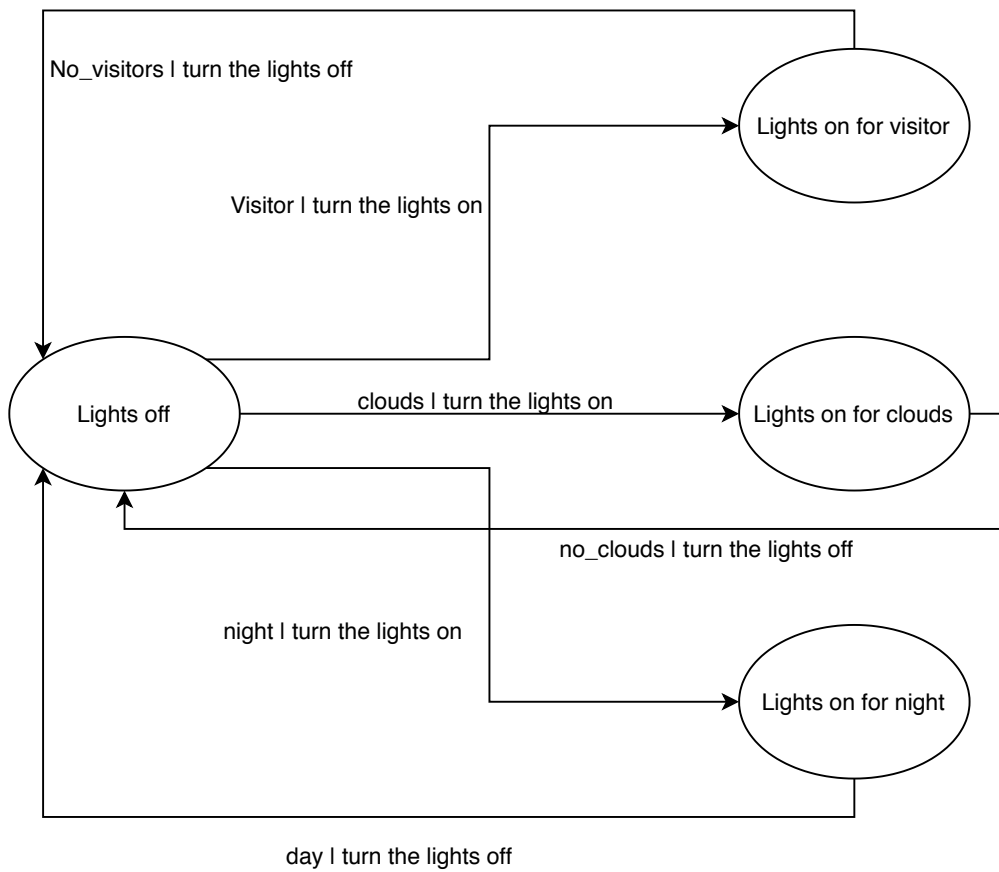 No_visitors | turn the lights off
Lights on for visitor
Visitor | turn the lights on
clouds | turn the lights on
Lights off
Lights on for clouds
no_clouds | turn the lights off
night | turn the lights on
Lights on for night
day | turn the lights off